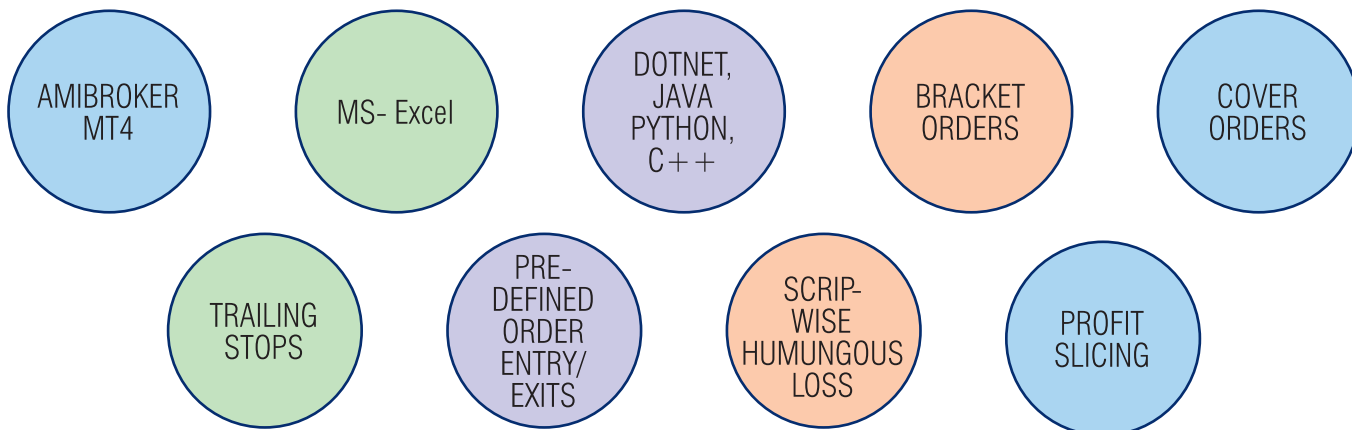 AMIBROKER
MT4
MS- Excel
DOTNET,
JAVA
PYTHON,
C++
BRACKET
ORDERS
COVER
ORDERS
TRAILING
STOPS
PRE-
DEFINED
ORDER
ENTRY/
EXITS
SCRIP-
WISE
HUMUNGOUS
LOSS
PROFIT
SLICING